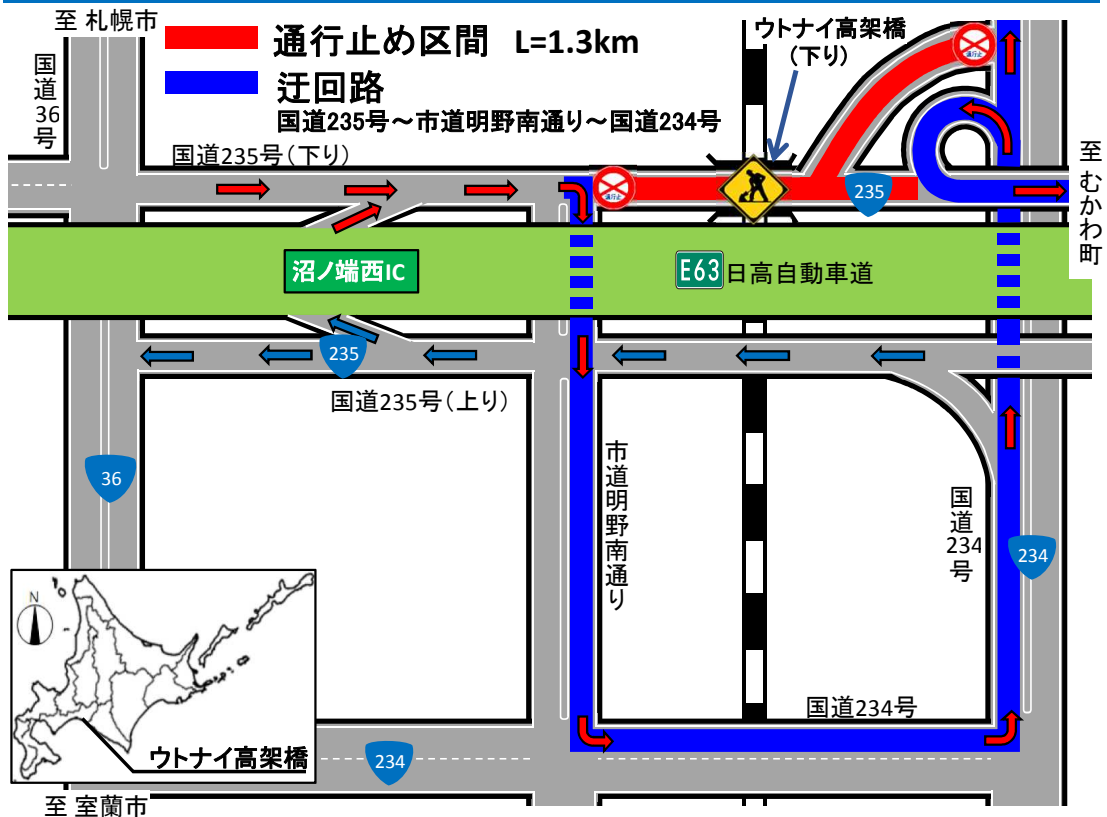 至 札幌市
国道36号
通行止め区間 L=1.3km
迂回路
国道235号~市道明野南通り~国道234号
ウトナイ高架橋
(下り)
通行止
国道235号(下り)
通行止
235
至 むかわ町
沼ノ端西IC
E63 日高自動車道
235
国道235号(上り)
36
市道明野南通り
国道234号
234
N
ウトナイ高架橋
国道234号
234
至 室蘭市